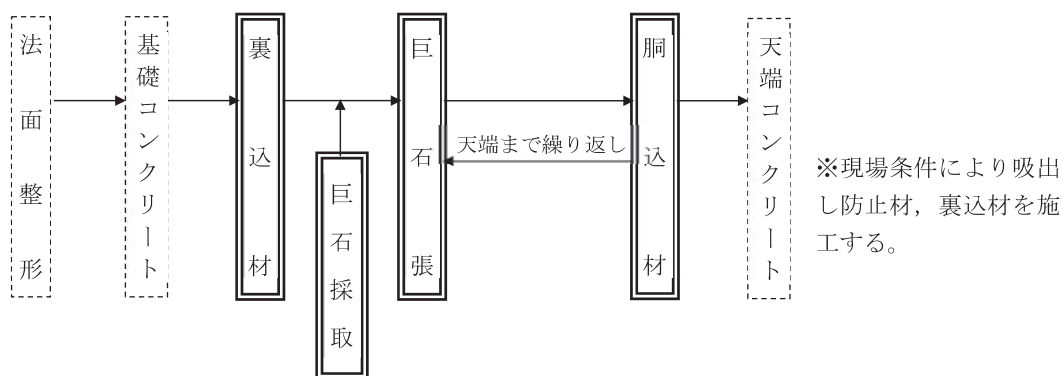 法面整形
基礎コンクリート
裏込材
巨石採取
巨石張
天端まで繰り返し
胴込材
天端コンクリート
※現場条件により吸出
し防止材，裏込材を施
工する。